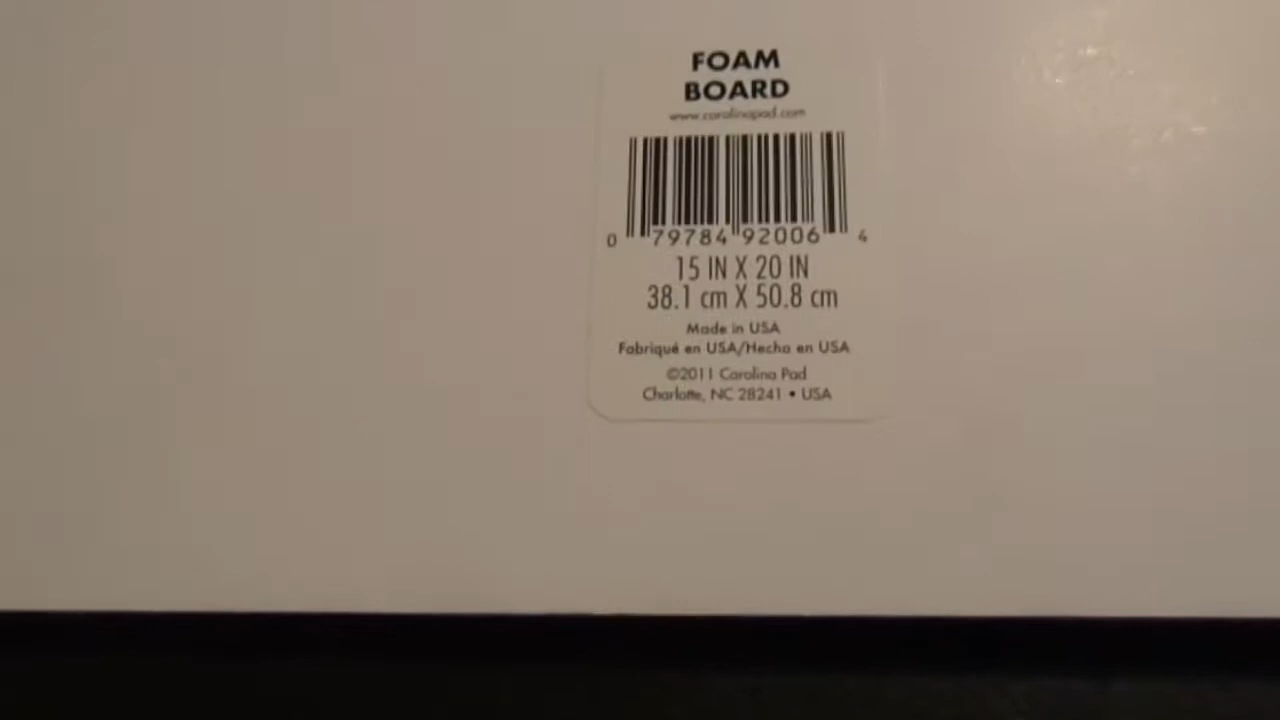 FOAM
BOARD
www.carolinapad.com
0 79784 92006 4
15 IN X 20 IN
38.1 cm X 50.8 cm
Made in USA
Fabriqué en USA/Hecho en USA
©2011 Carolina Pad
Charlotte, NC 28241 • USA